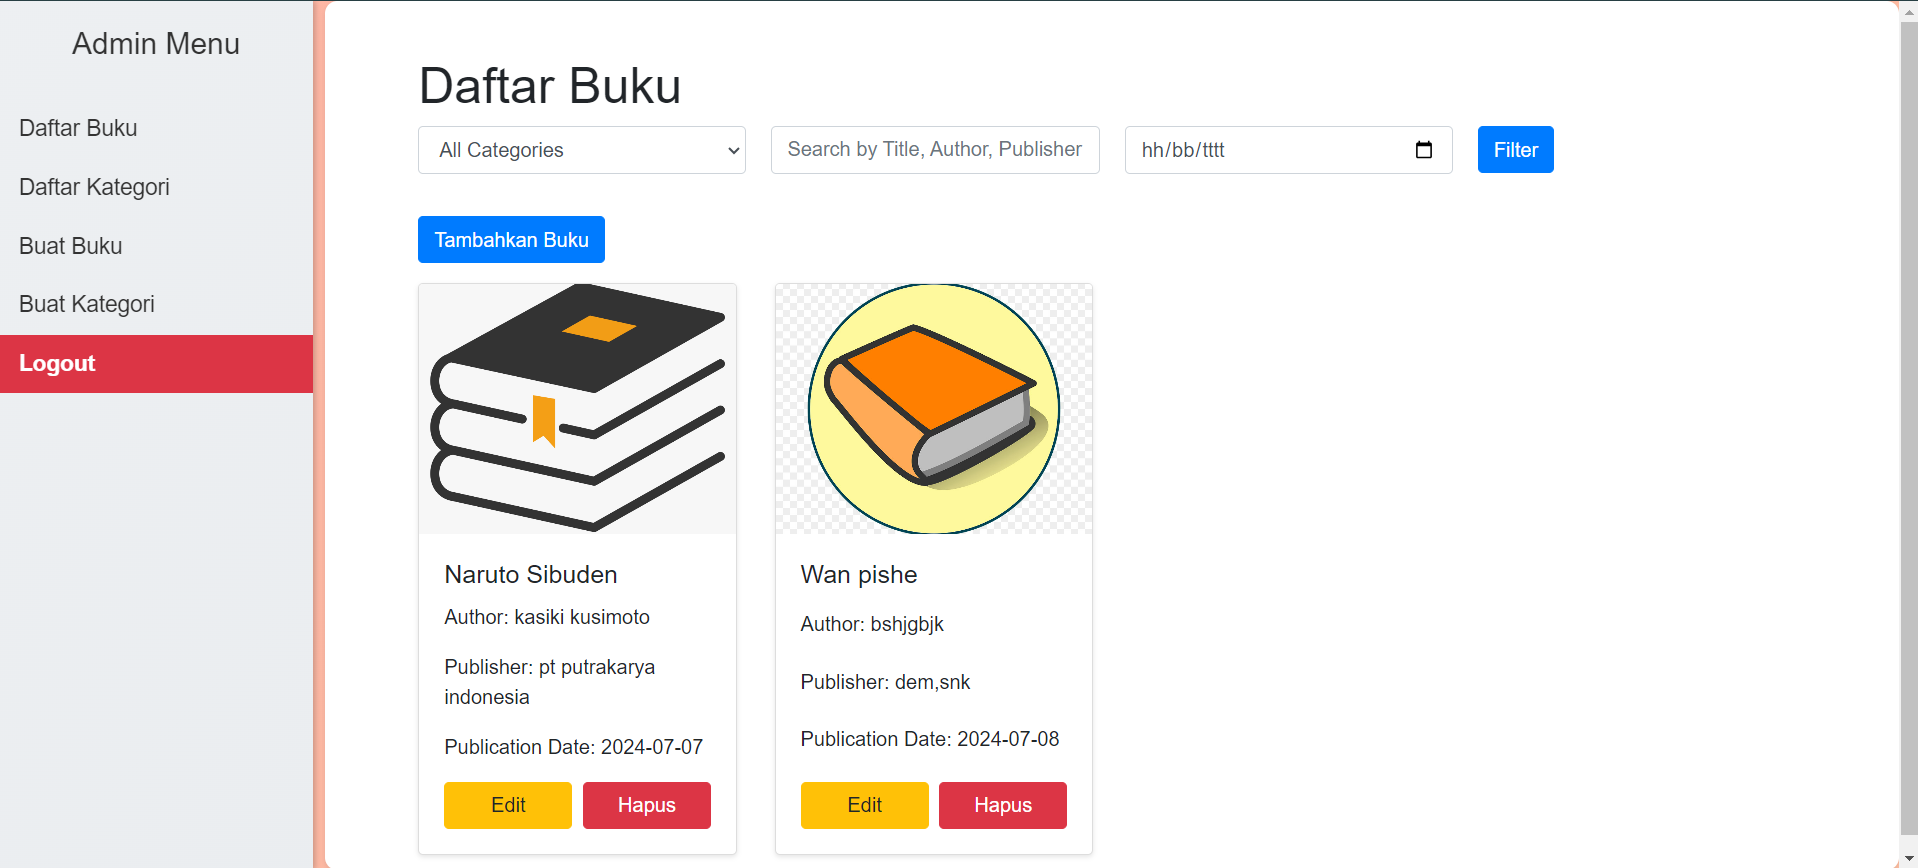 Admin Menu
Daftar Buku
Daftar Kategori
Buat Buku
Buat Kategori
Logout
Daftar Buku
All Categories
Search by Title, Author, Publisher
hh/bb/tttt
Filter
Tambahkan Buku
Naruto Sibuden
Author: kasiki kusimoto
Publisher: pt putrakarya
indonesia
Publication Date: 2024-07-07
Edit
Hapus
Wan pishe
Author: bshjgbjk
Publisher: dem,snk
Publication Date: 2024-07-08
Edit
Hapus